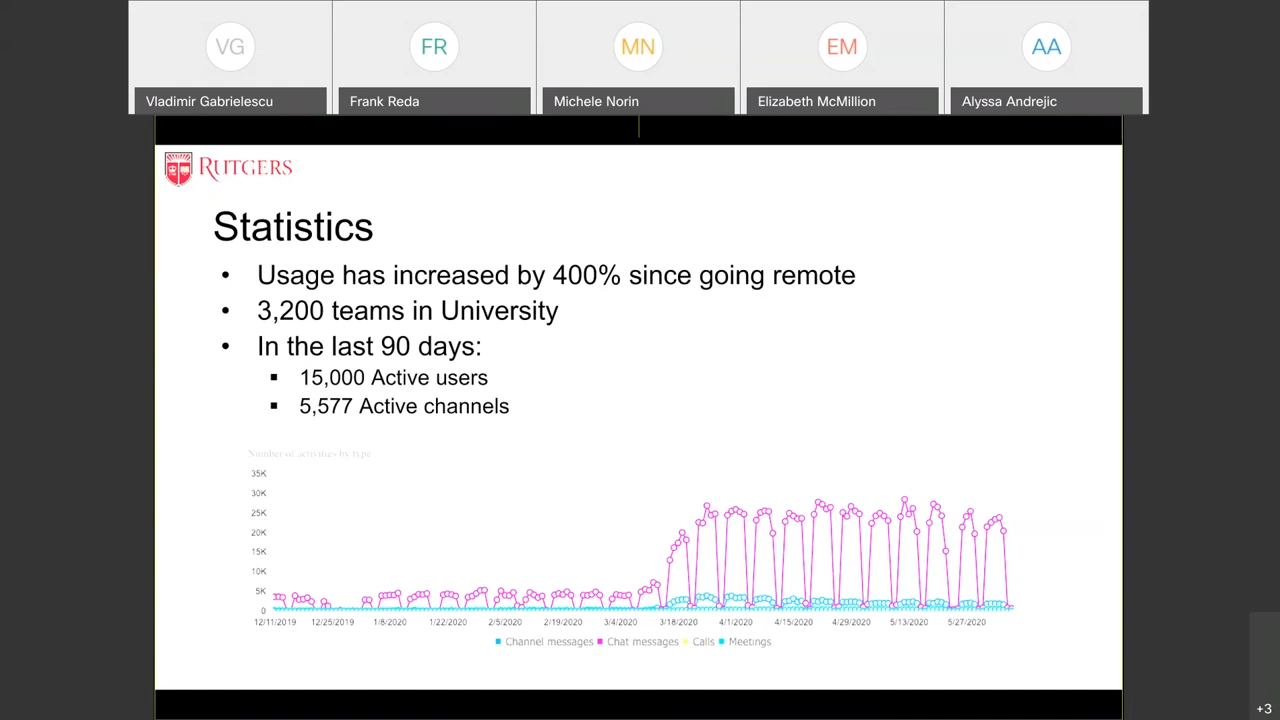 VG FR MN EM AA
Vladimir Gabrielescu Frank Reda Michele Norin Elizabeth McMillion Alyssa Andrejic
RUTGERS
Statistics
• Usage has increased by 400% since going remote
• 3,200 teams in University
• In the last 90 days:
▪ 15,000 Active users
▪ 5,577 Active channels
Number of activities by type
35K
30K
25K
20K
15K
10K
5K
0
12/11/2019 12/25/2019 1/8/2020 1/22/2020 2/5/2020 2/19/2020 3/4/2020 3/18/2020 4/1/2020 4/15/2020 4/29/2020 5/13/2020 5/27/2020
Channel messages Chat messages Calls Meetings
+3